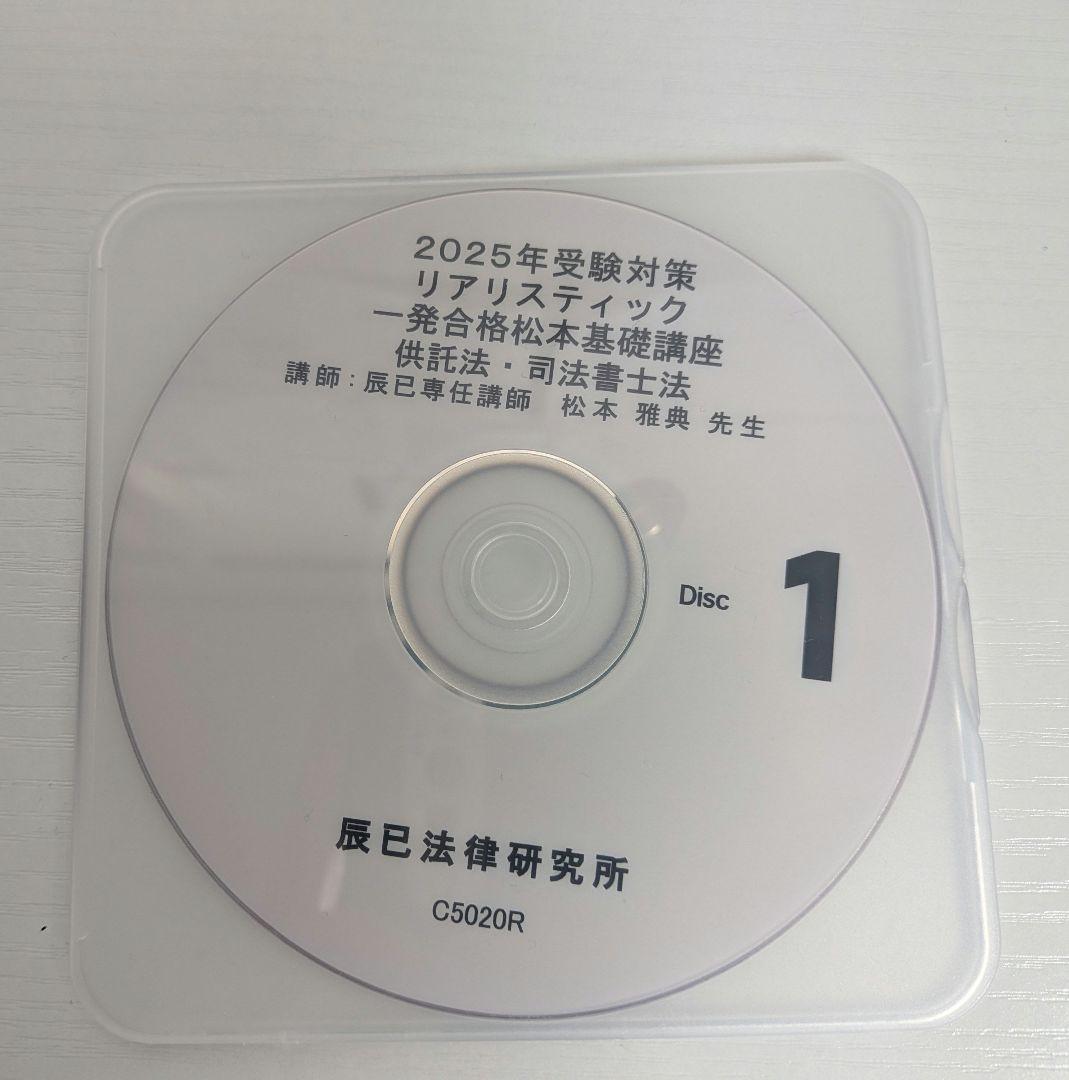 2025年受験対策
リアリスティック
一発合格松本基礎講座
供託法・司法書士法
講師:辰已専任講師 松本 雅典 先生
Disc 1
辰已法律研究所
C5020R